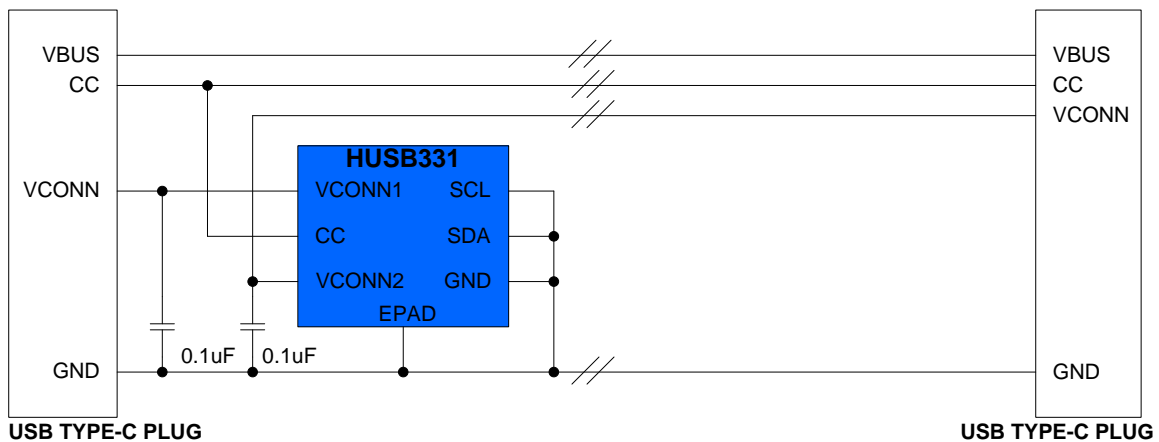 VBUS
CC
VCONN
GND
USB TYPE-C PLUG
HUSB331
VCONN1
CC
VCONN2
SCL
SDA
GND
EPAD
0.1uF
0.1uF
VBUS
CC
VCONN
GND
USB TYPE-C PLUG